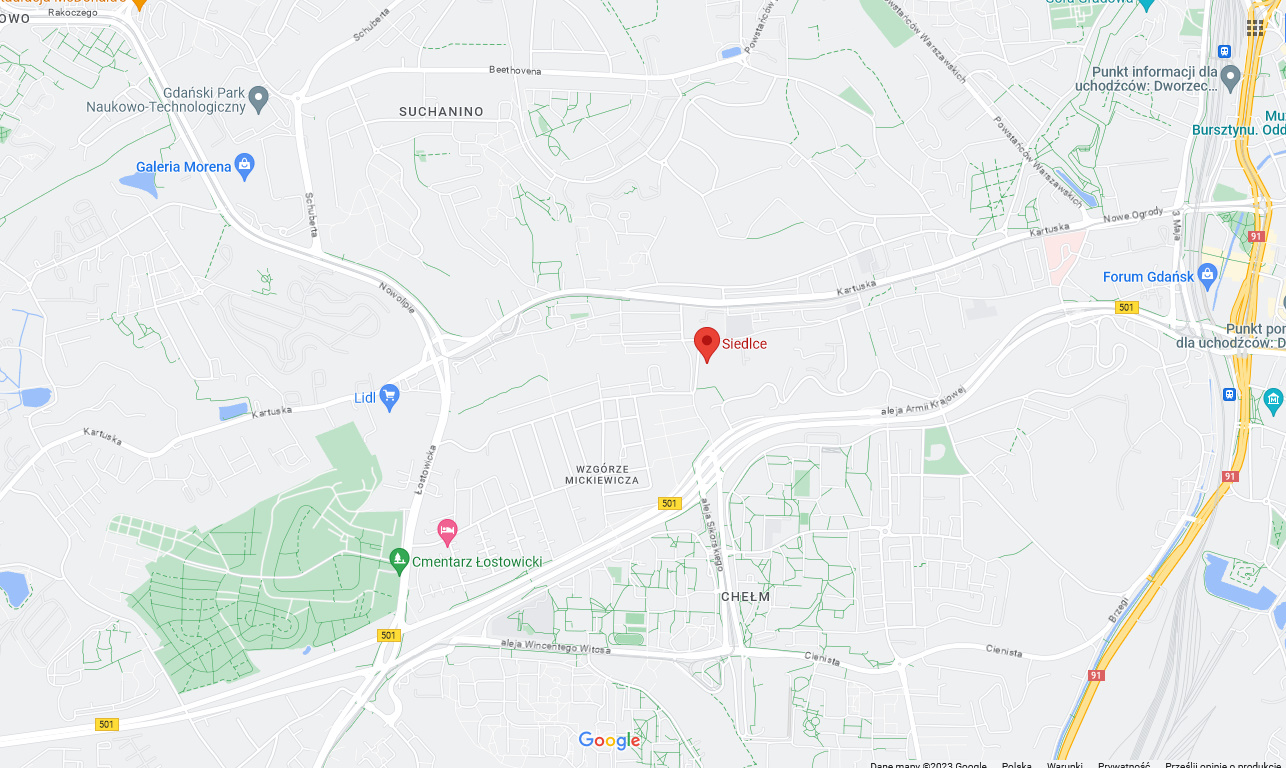 OWO
Rakoczego
Góra Gradowa
Schuberta
Powstańców
Powstańców Warszawskich
Beethovena
Punkt informacji dla
uchodźców: Dworzec...
Gdański Park
Naukowo-Technologiczny
SUCHANINO
Powstańców Warszawskich
Bursztynu. Odd
Galeria Morena
Schuberta
Kartuska
Nowe Ogrody
3 Maja
91
Forum Gdańsk
Nowolipie
Kartuska
501
Punkt
dla uchodźców: D
Siedlce
Lidl
Kartuska
aleja Armii Krajowej
Kartuska
Łostowicka
WZGÓRZE
MICKIEWICZA
91
501
aleja Sikorskiego
Cmentarz Łostowicki
CHEŁM
Brzegi
501
aleja Wincentego Witosa
Cienista
Cienista
91
501
Google
Dane mapy ©2023 Google
Polska
Warunki
Prywatność
Prześlij opinię o produkcie